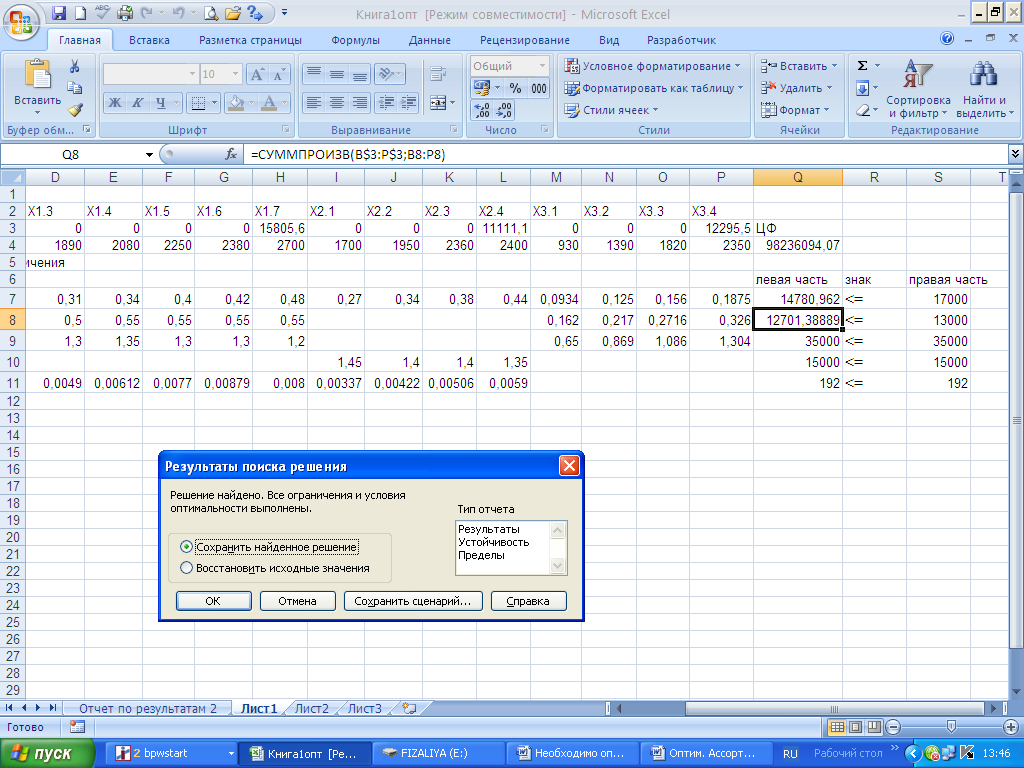 Книга1опт [Режим совместимости] - Microsoft Excel
Главная Вставка Разметка страницы Формулы Данные Рецензирование Вид Разработчик
Вставить
10
Общий
Условное форматирование
Вставить
Сортировка и фильтр
Найти и выделить
Ж К Ч
% 000
Форматировать как таблицу
Удалить
Стили ячеек
Формат
Буфер обм... Шрифт Выравнивание Число Стили Ячейки Редактирование
Q8 fx =СУММПРОИЗВ(B$3:P$3;B8:P8)
D E F G H I J K L M N O P Q R S T
1
2 X1.3 X1.4 X1.5 X1.6 X1.7 X2.1 X2.2 X2.3 X2.4 X3.1 X3.2 X3.3 X3.4
3 0 0 0 0 15805,6 0 0 0 11111,1 0 0 0 12295,5 ЦФ
4 1890 2080 2250 2380 2700 1700 1950 2360 2400 930 1390 1820 2350 98236094,07
5 ичения
6 левая часть знак правая часть
7 0,31 0,34 0,4 0,42 0,48 0,27 0,34 0,38 0,44 0,0934 0,125 0,156 0,1875 14780,962 <= 17000
8 0,5 0,55 0,55 0,55 0,55 0,162 0,217 0,2716 0,326 12701,38889 <= 13000
9 1,3 1,35 1,3 1,3 1,2 0,65 0,869 1,086 1,304 35000 <= 35000
10 1,45 1,4 1,4 1,35 15000 <= 15000
11 0,0049 0,00612 0,0077 0,00879 0,008 0,00337 0,00422 0,00506 0,0059 192 <= 192
12
13
14
15
16
17
18
19
20
21
22
23
24
25
26
27
28
29
Результаты поиска решения
Решение найдено. Все ограничения и условия
оптимальности выполнены.
Тип отчета
Результаты
Устойчивость
Пределы
Сохранить найденное решение
Восстановить исходные значения
ОК Отмена Сохранить сценарий... Справка
Отчет по результатам 2 Лист1 Лист2 Лист3
Готово
пуск 2 bpwstart Книга1опт [Ре... FIZALIYA (E:) Необходимо оп... Оптим. Ассорт... RU Рабочий стол 13:46